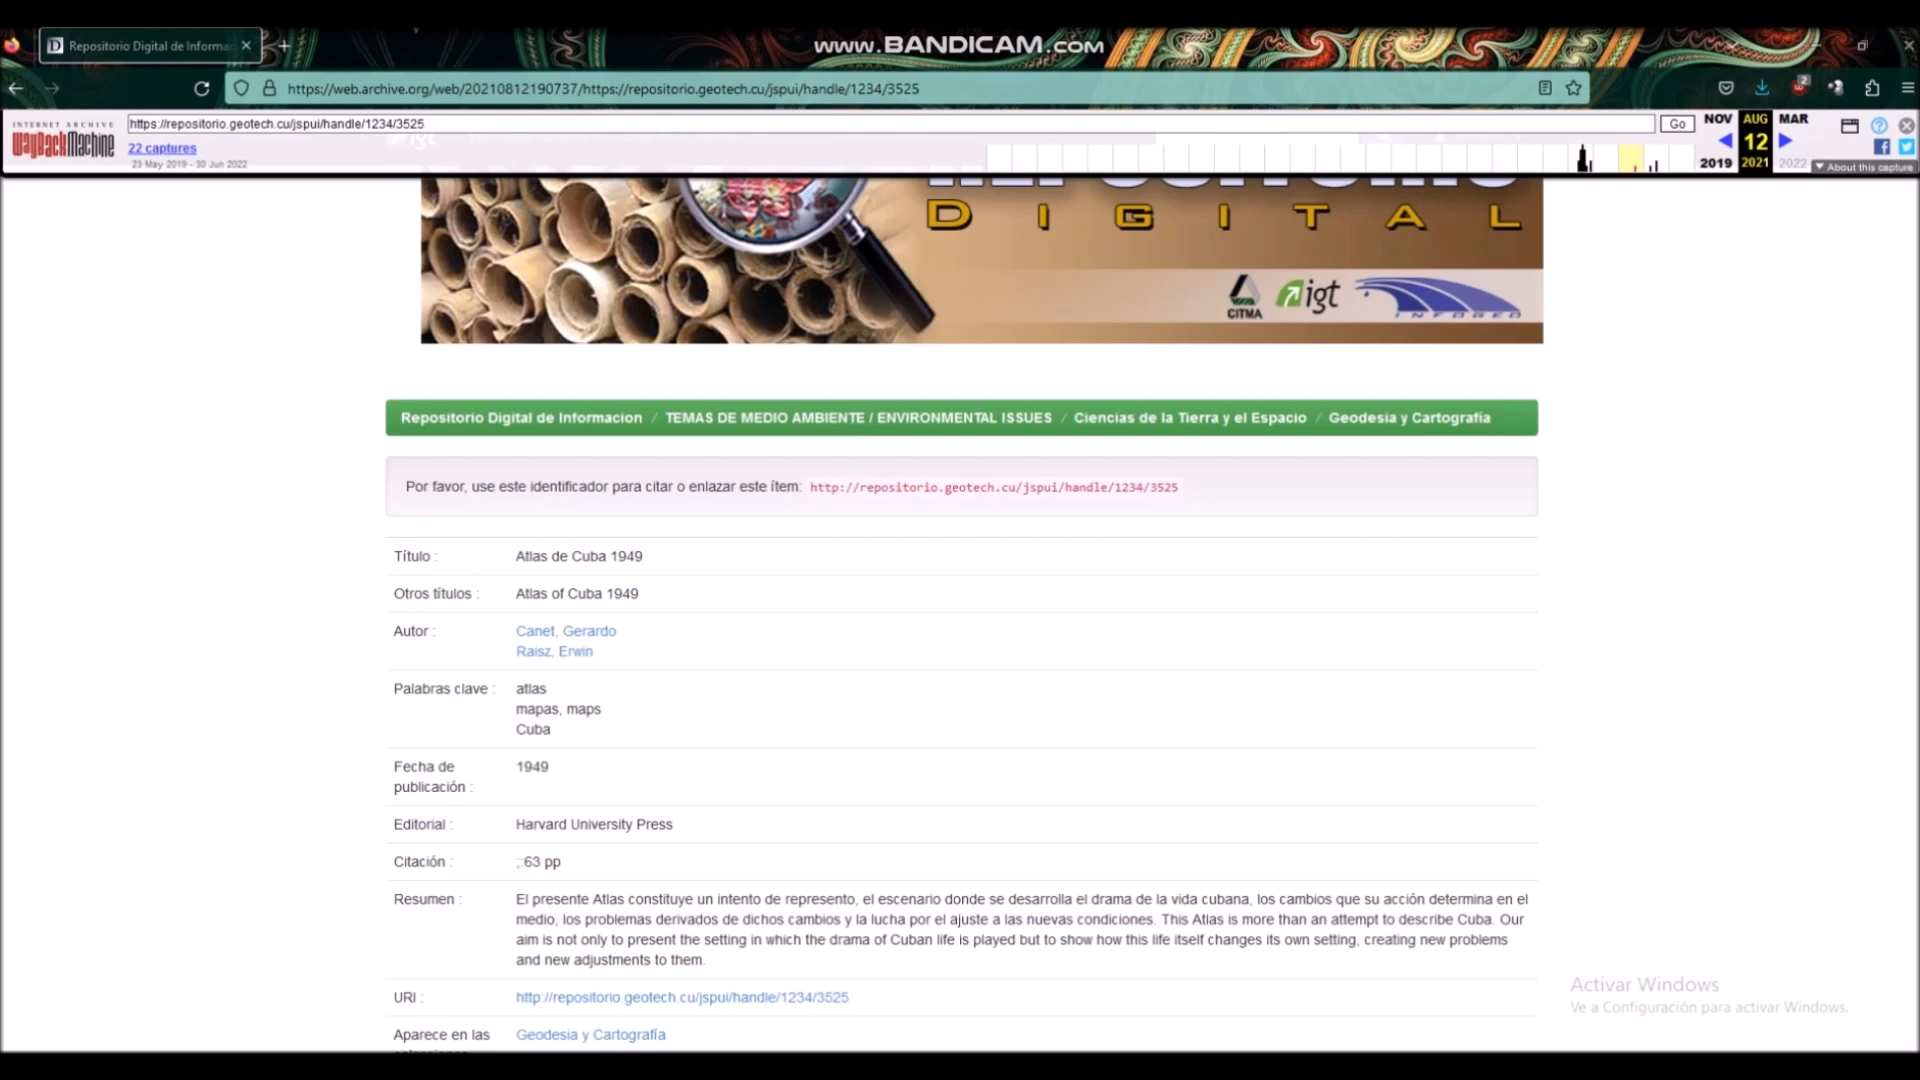 www.BANDICAM.com
Repositorio Digital de Informac
https://web.archive.org/web/20210812190737/https://repositorio.geotech.cu/jspui/handle/1234/3525
2
INTERNET ARCHIVE
WayBackMachine
https://repositorio.geotech.cu/jspui/handle/1234/3525
Go
NOV AUG MAR
22 captures
12
23 May 2019 - 30 Jun 2022
2019 2021 2022
About this capture
DIGITAL
CITMA
igt
INFOGEO
Repositorio Digital de Informacion / TEMAS DE MEDIO AMBIENTE / ENVIRONMENTAL ISSUES / Ciencias de la Tierra y el Espacio / Geodesia y Cartografía
Por favor, use este identificador para citar o enlazar este ítem: http://repositorio.geotech.cu/jspui/handle/1234/3525
Título : Atlas de Cuba 1949
Otros títulos : Atlas of Cuba 1949
Autor : Canet, Gerardo
Raisz, Erwin
Palabras clave : atlas
mapas, maps
Cuba
Fecha de publicación : 1949
Editorial : Harvard University Press
Citación : ;:63 pp
Resumen : El presente Atlas constituye un intento de represento, el escenario donde se desarrolla el drama de la vida cubana, los cambios que su acción determina en el
medio, los problemas derivados de dichos cambios y la lucha por el ajuste a las nuevas condiciones. This Atlas is more than an attempt to describe Cuba. Our
aim is not only to present the setting in which the drama of Cuban life is played but to show how this life itself changes its own setting, creating new problems
and new adjustments to them.
URI : http://repositorio.geotech.cu/jspui/handle/1234/3525
Aparece en las Geodesia y Cartografía
Activar Windows
Ve a Configuración para activar Windows.